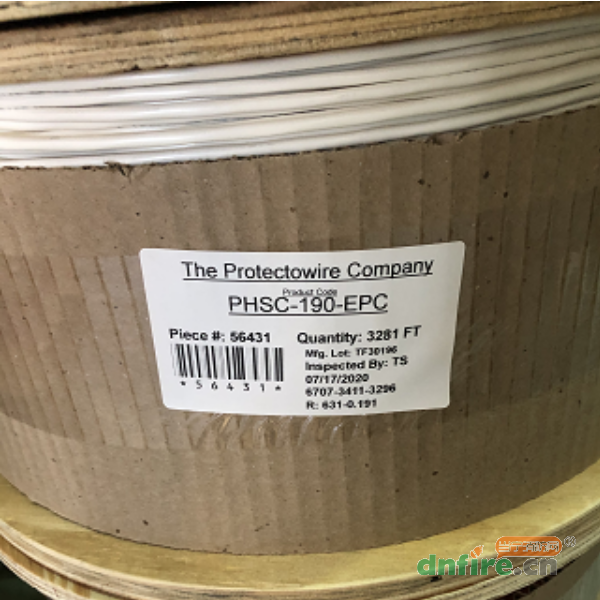 The Protectowire Company
Product Code
PHSC-190-EPC
Piece #: 56431
*56431*
Quantity: 3281 FT
Mfg. Lot: TF30196
Inspected By: TS
07/17/2020
6707-3411-3296
R: 631-0.191
®
dnfire.cn